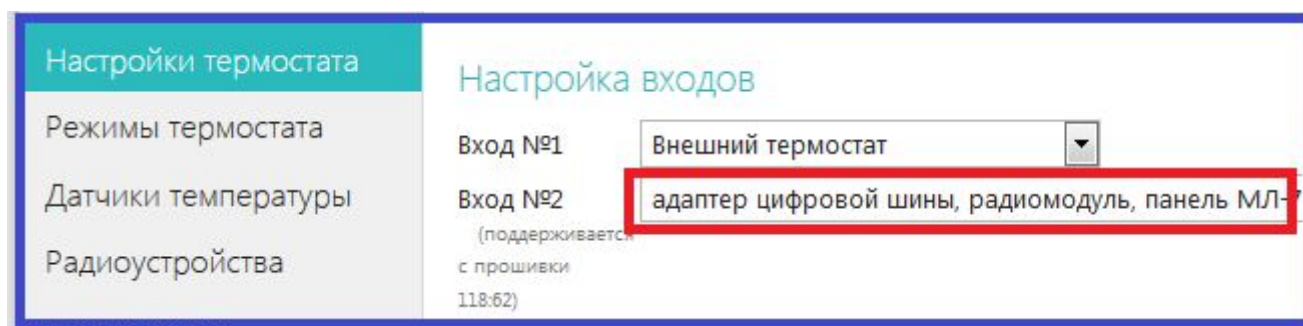 Настройки термостата
Режимы термостата
Датчики температуры
Радиоустройства
Настройка входов
Вход №1 Внешний термостат
Вход №2 адаптер цифровой шины, радиомодуль, панель МЛ-7
(поддерживается
с прошивки
118:62)